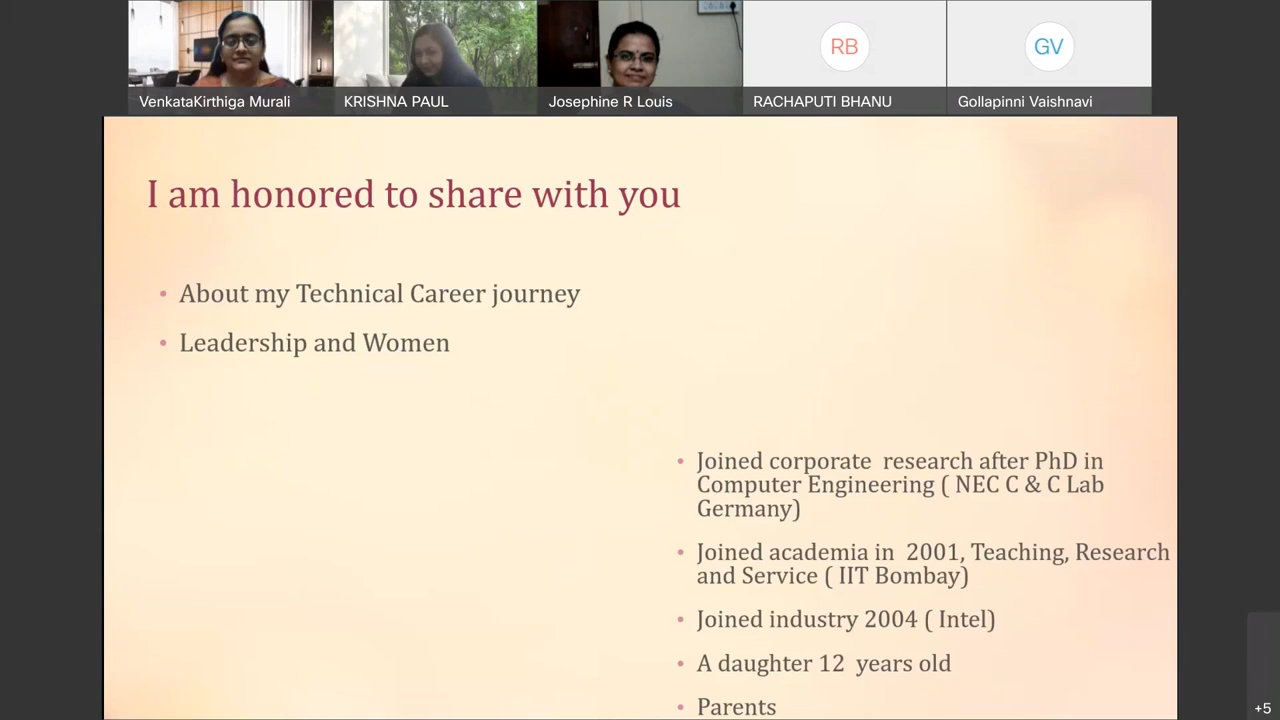 VenkataKirthiga Murali
KRISHNA PAUL
Josephine R Louis
RB
RACHAPUTI BHANU
GV
Gollapinni Vaishnavi
I am honored to share with you
• About my Technical Career journey
• Leadership and Women
• Joined corporate research after PhD in
Computer Engineering ( NEC C & C Lab
Germany)
• Joined academia in 2001, Teaching, Research
and Service ( IIT Bombay)
• Joined industry 2004 ( Intel)
• A daughter 12 years old
• Parents
+5